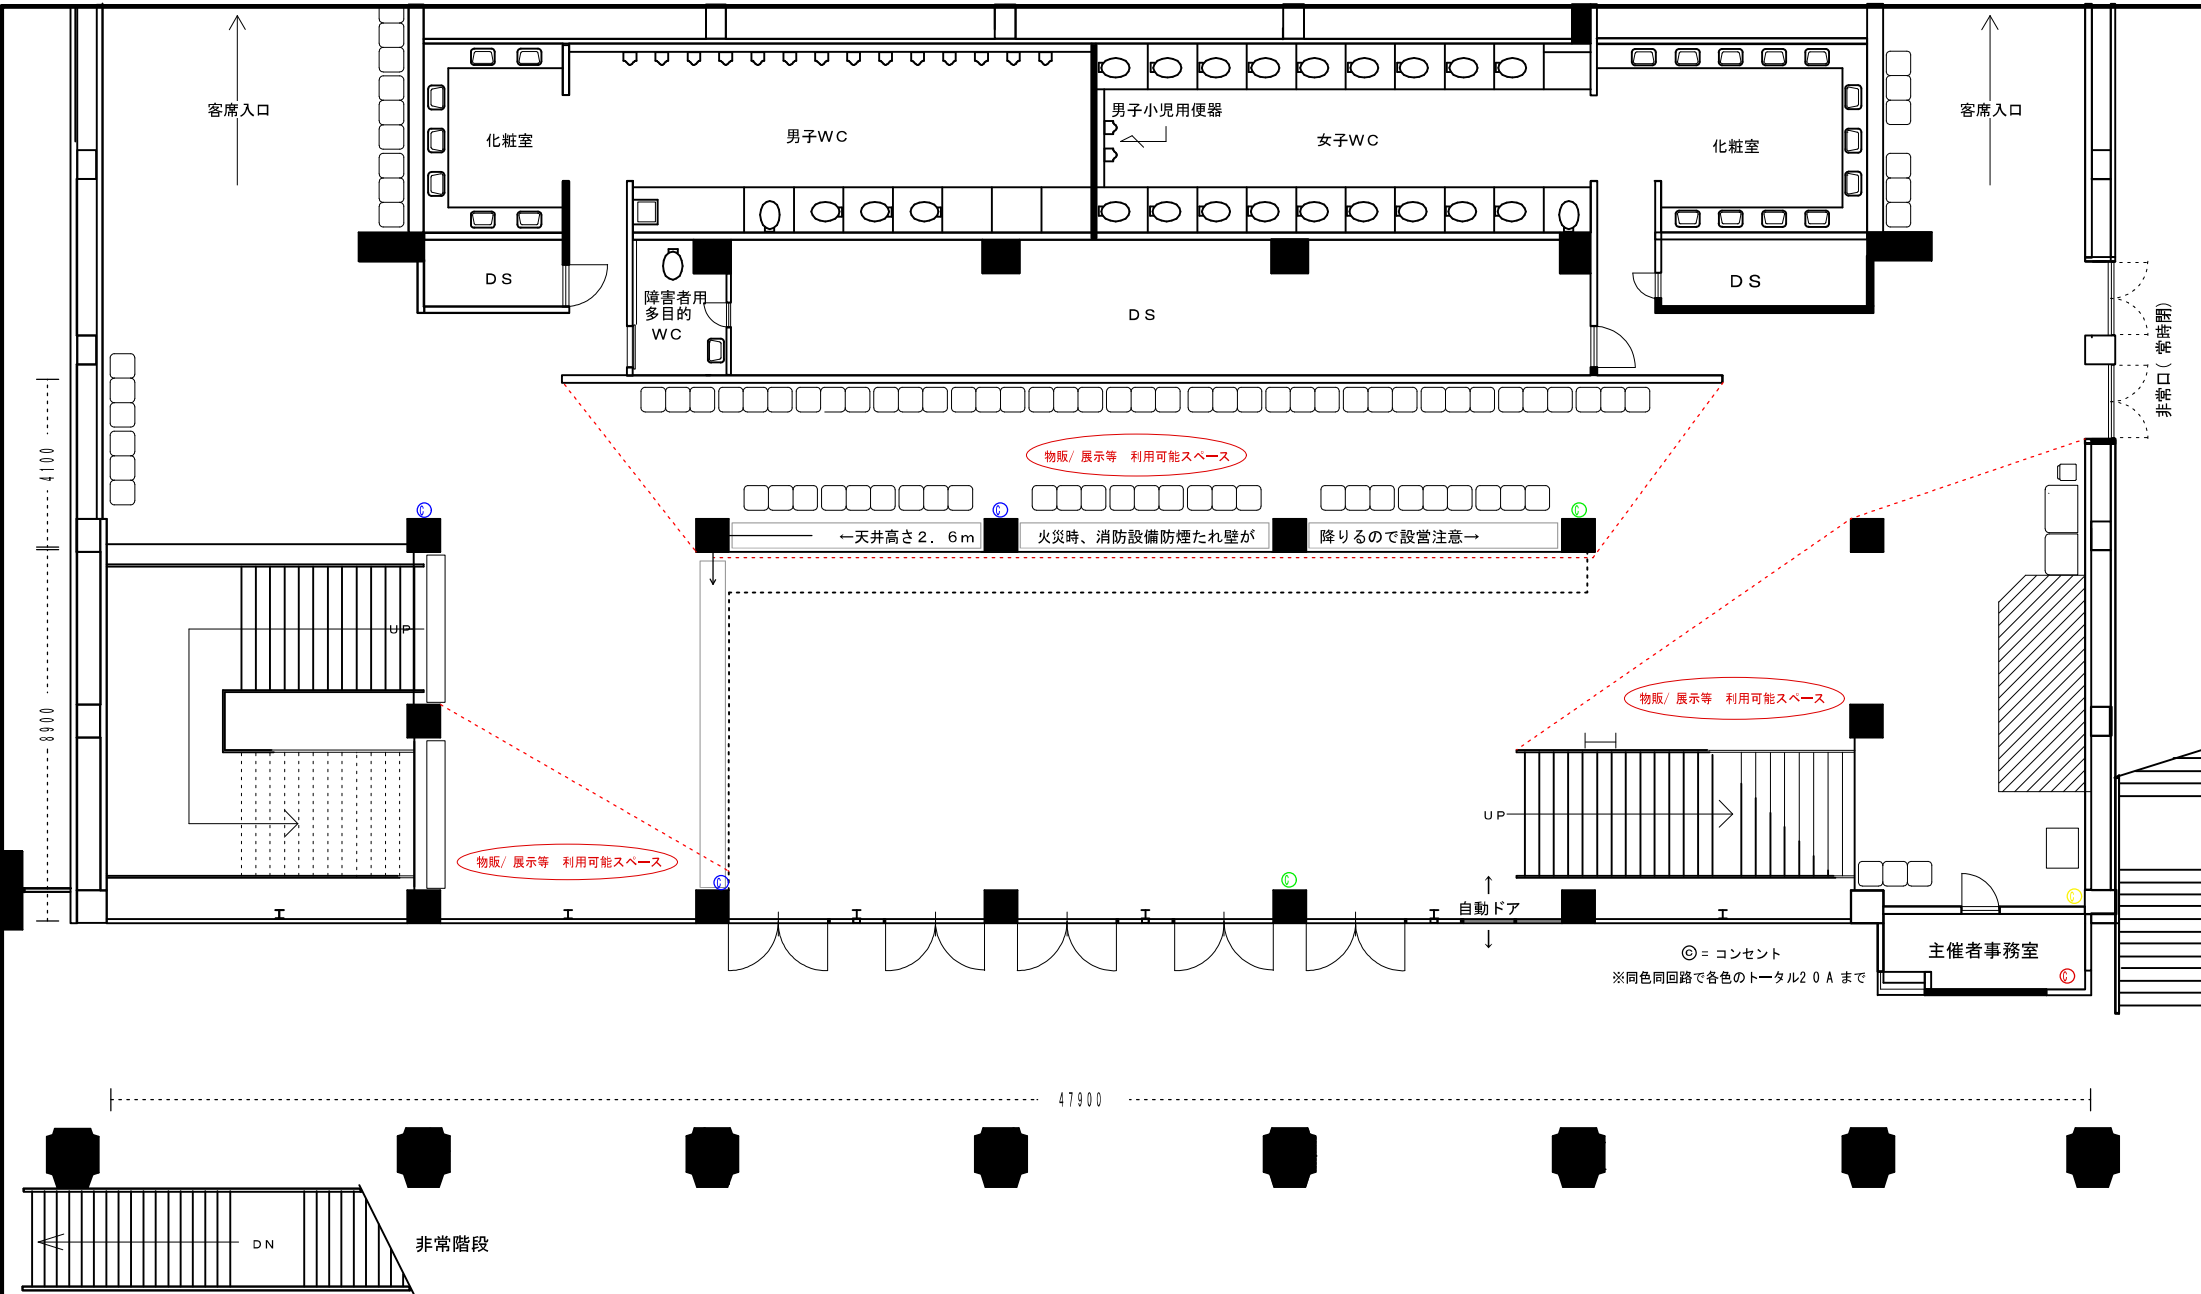 客席入口
客席入口
化粧室
男子WC
男子小児用便器
女子WC
化粧室
DS
障害者用
多目的
WC
DS
DS
非常口(常時閉)
4100
物販/ 展示等 利用可能スペース
←天井高さ2. 6m
火災時、消防設備防煙たれ壁が
降りるので設営注意→
UP
8900
物販/ 展示等 利用可能スペース
UP
物販/ 展示等 利用可能スペース
自動ドア
ⓒ = コンセント
※同色同回路で各色のトータル20A まで
主催者事務室
47900
DN
非常階段